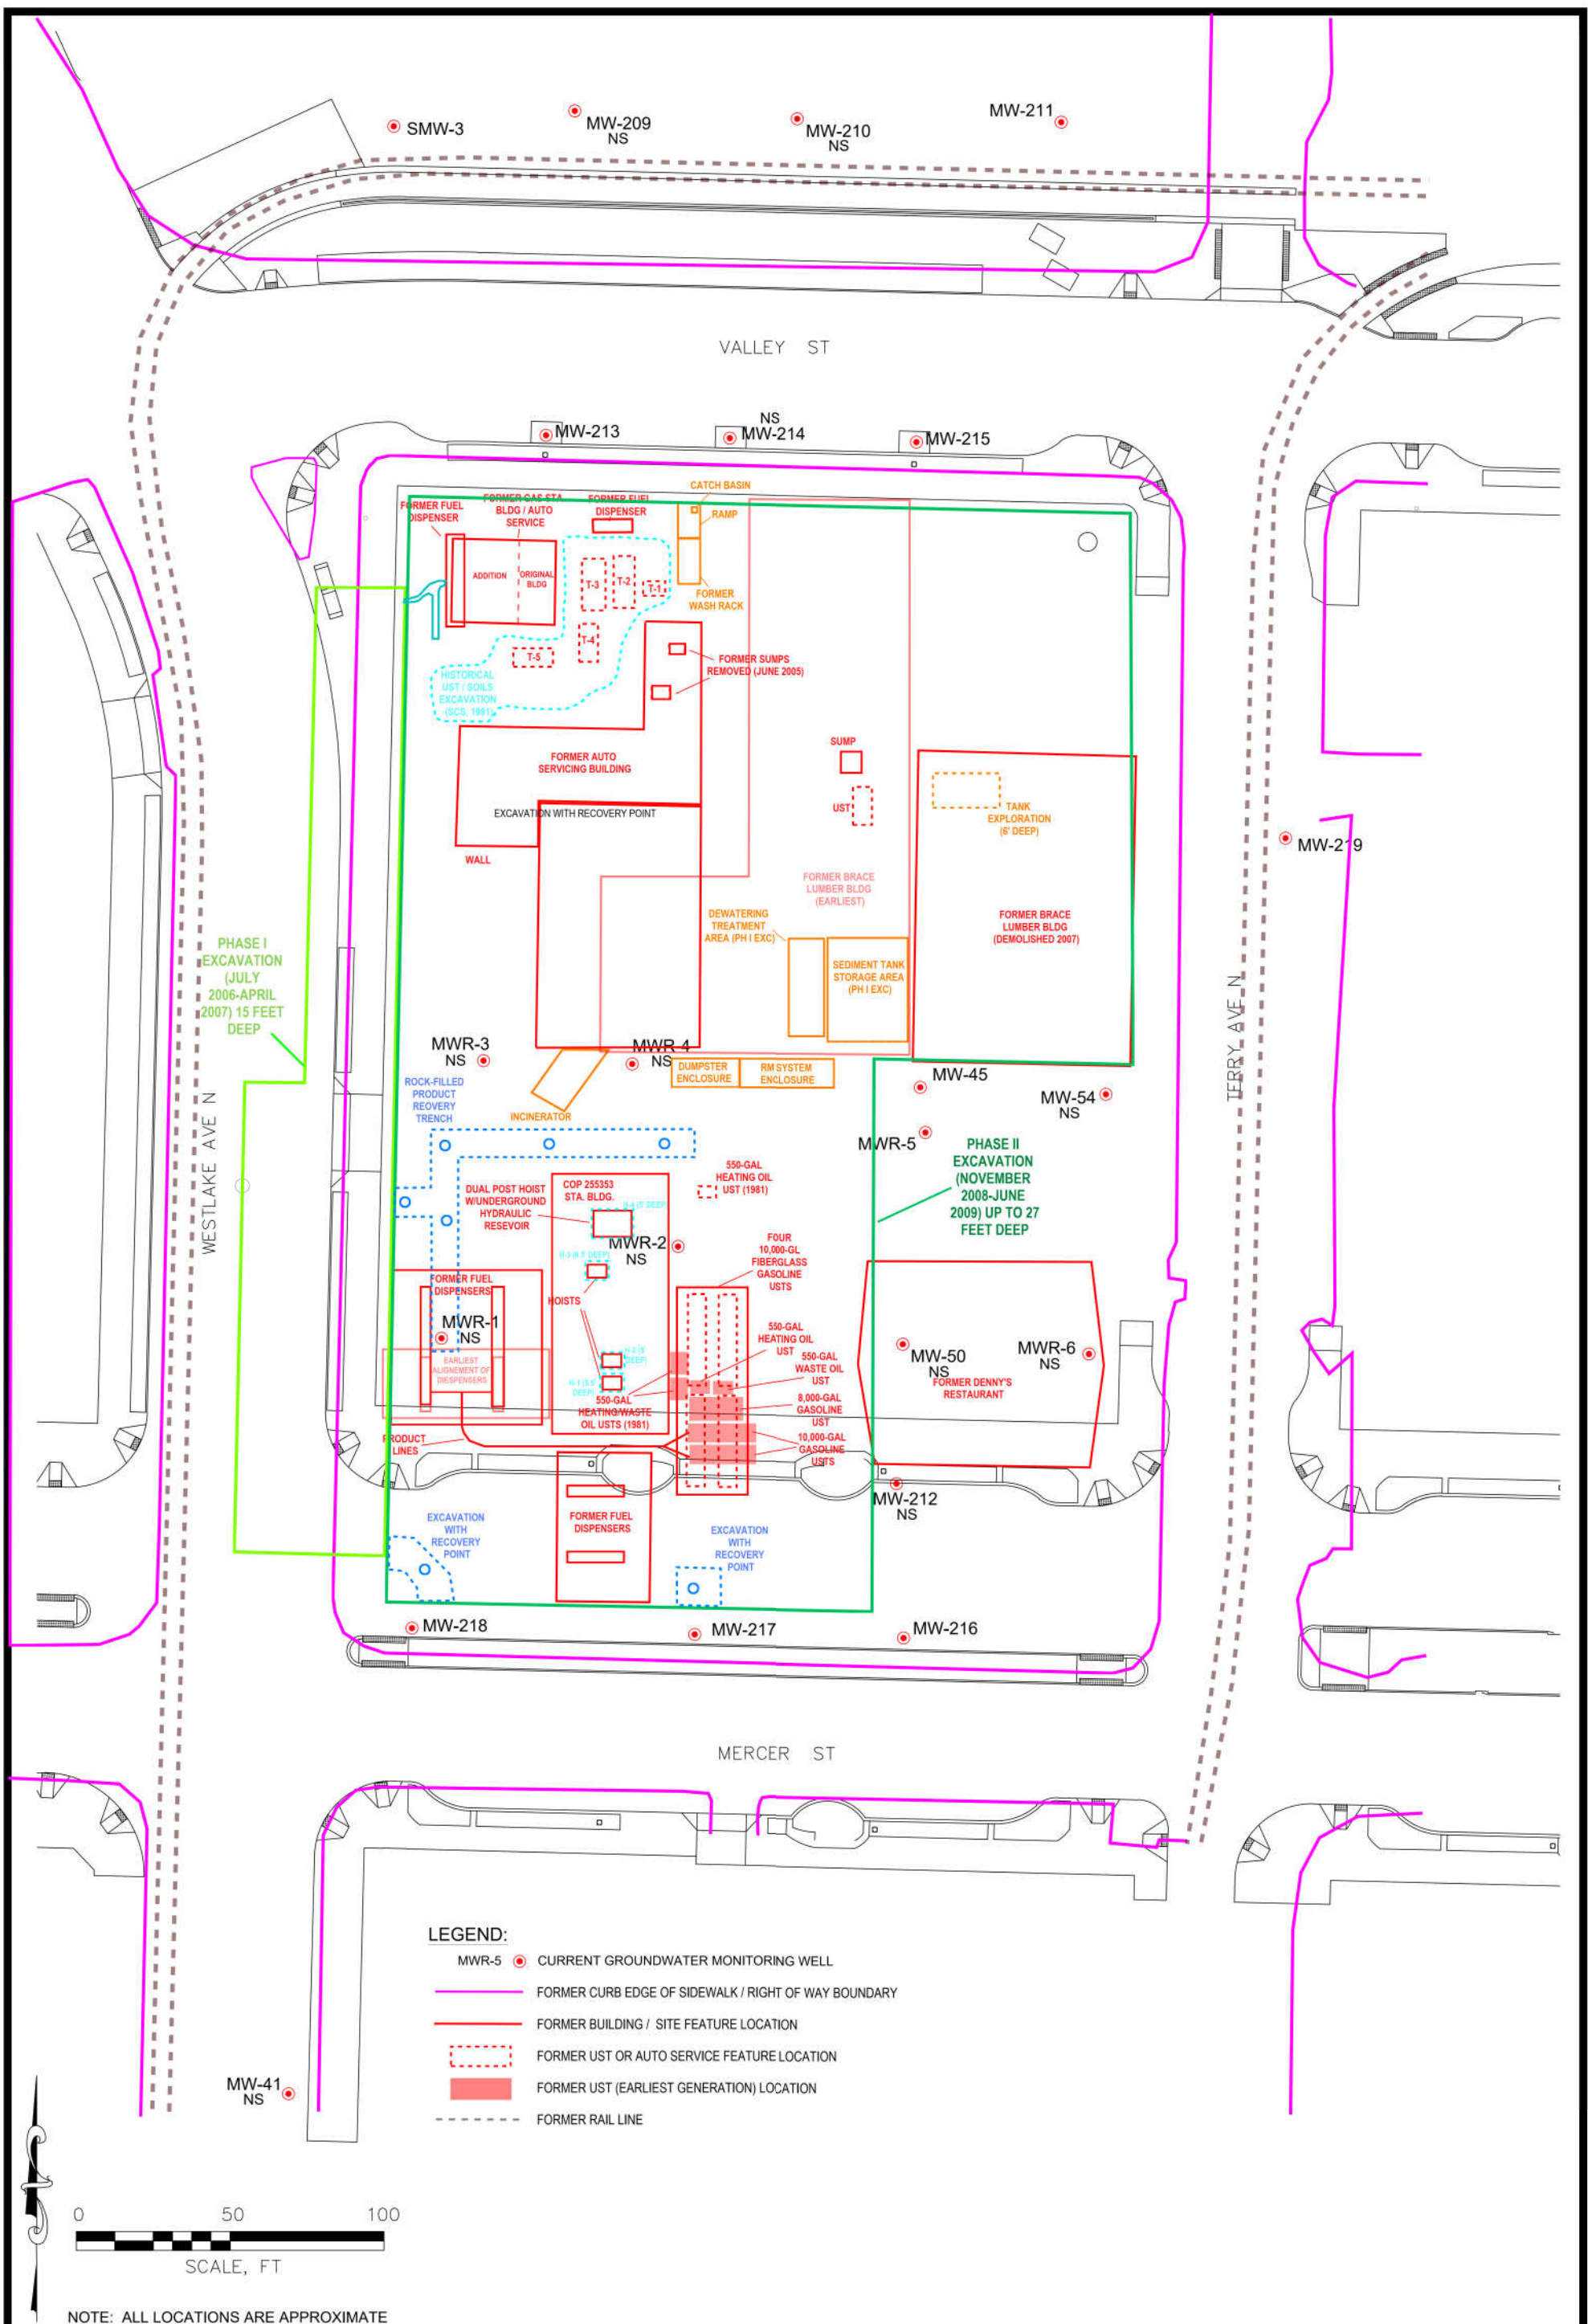 SMW-3
MW-209
NS
MW-210
NS
MW-211
VALLEY ST
MW-213
NS
MW-214
MW-215
CATCH BASIN
RAMP
FORMER FUEL
DISPENSER
FORMER GAS STA.
BLDG / AUTO
SERVICE
FORMER FUEL
DISPENSER
ADDITION
ORIGINAL
BLDG
T-3
T-2
T-1
T-4
T-5
FORMER
WASH RACK
FORMER SUMPS
REMOVED (JUNE 2005)
HISTORICAL
UST / SOILS
EXCAVATION
(SCS, 1991)
FORMER AUTO
SERVICING BUILDING
EXCAVATION WITH RECOVERY POINT
WALL
SUMP
UST
TANK
EXPLORATION
(6' DEEP)
MW-219
FORMER BRACE
LUMBER BLDG
(EARLIEST)
DEWATERING
TREATMENT
AREA (PH I EXC)
SEDIMENT TANK
STORAGE AREA
(PH I EXC)
FORMER BRACE
LUMBER BLDG
(DEMOLISHED 2007)
PHASE I
EXCAVATION
(JULY
2006-APRIL
2007) 15 FEET
DEEP
WESTLAKE AVE N
TERRY AVE N
MWR-3
NS
MWR-4
NS
DUMPSTER
ENCLOSURE
RM SYSTEM
ENCLOSURE
INCINERATOR
MW-45
MW-54
NS
MWR-5
ROCK-FILLED
PRODUCT
REOVERY
TRENCH
PHASE II
EXCAVATION
(NOVEMBER
2008-JUNE
2009) UP TO 27
FEET DEEP
DUAL POST HOIST
W/UNDERGROUND
HYDRAULIC
RESEVOIR
COP 255353
STA. BLDG.
550-GAL
HEATING OIL
UST (1981)
MWR-2
NS
HOISTS
FOUR
10,000-GL
FIBERGLASS
GASOLINE
USTS
FORMER FUEL
DISPENSERS
MWR-1
NS
EARLIEST
ALIGNEMENT OF
DIESPENSERS
550-GAL
HEATING OIL
UST
550-GAL
WASTE OIL
UST
8,000-GAL
GASOLINE
UST
10,000-GAL
GASOLINE
USTS
550-GAL
HEATING/WASTE
OIL USTS (1981)
PRODUCT
LINES
MW-50
NS
MWR-6
NS
FORMER DENNY'S
RESTAURANT
MW-212
NS
EXCAVATION
WITH
RECOVERY
POINT
FORMER FUEL
DISPENSERS
EXCAVATION
WITH
RECOVERY
POINT
MW-218
MW-217
MW-216
MERCER ST
LEGEND:
MWR-5 CURRENT GROUNDWATER MONITORING WELL
FORMER CURB EDGE OF SIDEWALK / RIGHT OF WAY BOUNDARY
FORMER BUILDING / SITE FEATURE LOCATION
FORMER UST OR AUTO SERVICE FEATURE LOCATION
FORMER UST (EARLIEST GENERATION) LOCATION
FORMER RAIL LINE
MW-41
NS
0 50 100
SCALE, FT
NOTE: ALL LOCATIONS ARE APPROXIMATE